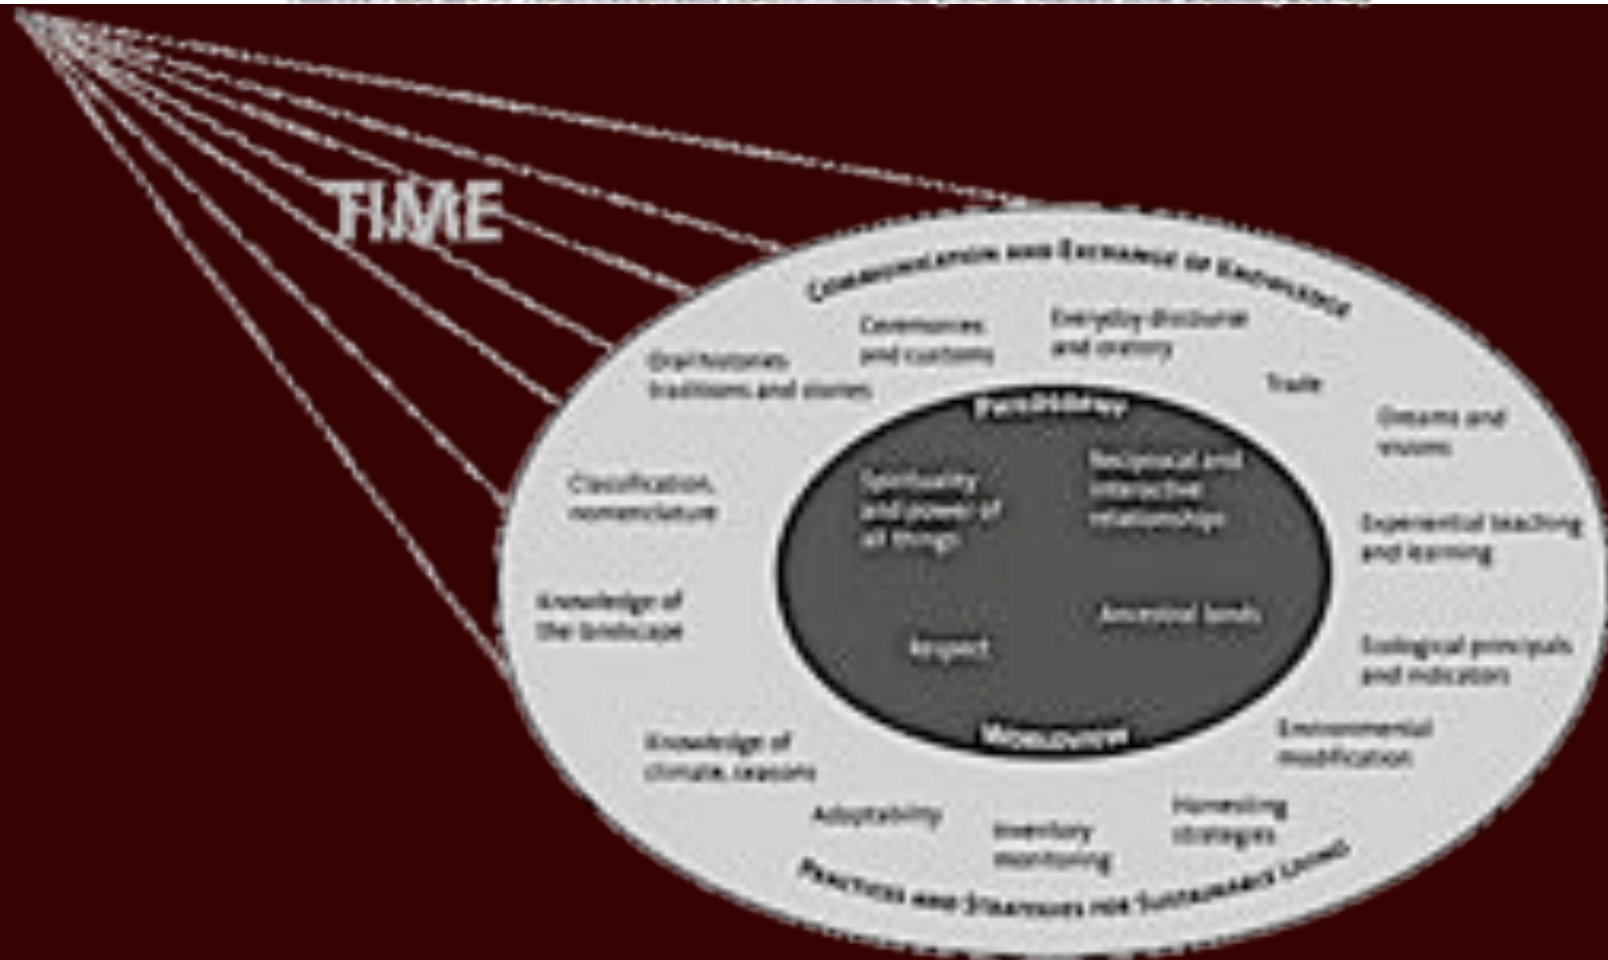 TIME
COMMUNICATION AND EXCHANGE OF KNOWLEDGE
Ceremonies
and customs
Everyday discourse
and oratory
Oral histories
traditions and stories
Trade
Dreams and
visions
Classification,
nomenclature
Spirituality
and power of
all things
Reciprocal and
interactive
relationships
Experiential teaching
and learning
Knowledge of
the landscape
Ancestral lands
Respect
Ecological principals
and indicators
WORLDVIEW
Knowledge of
climate, seasons
Environmental
modification
Adaptability
Inventory
monitoring
Harvesting
strategies
PRACTICES AND STRATEGIES FOR SUSTAINABLE LIVING